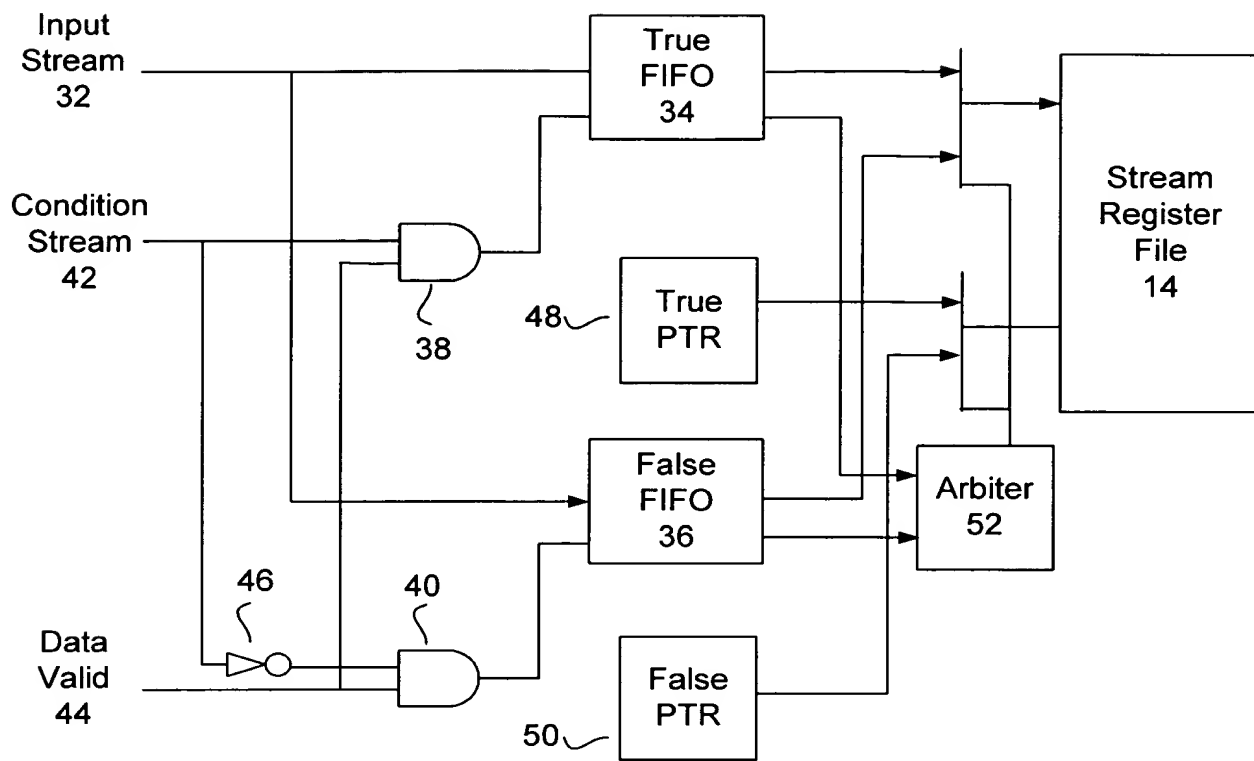 Input
Stream
32
True
FIFO
34
Condition
Stream
42
38
48
True
PTR
Stream
Register
File
14
False
FIFO
36
Arbiter
52
46
40
Data
Valid
44
False
PTR
50